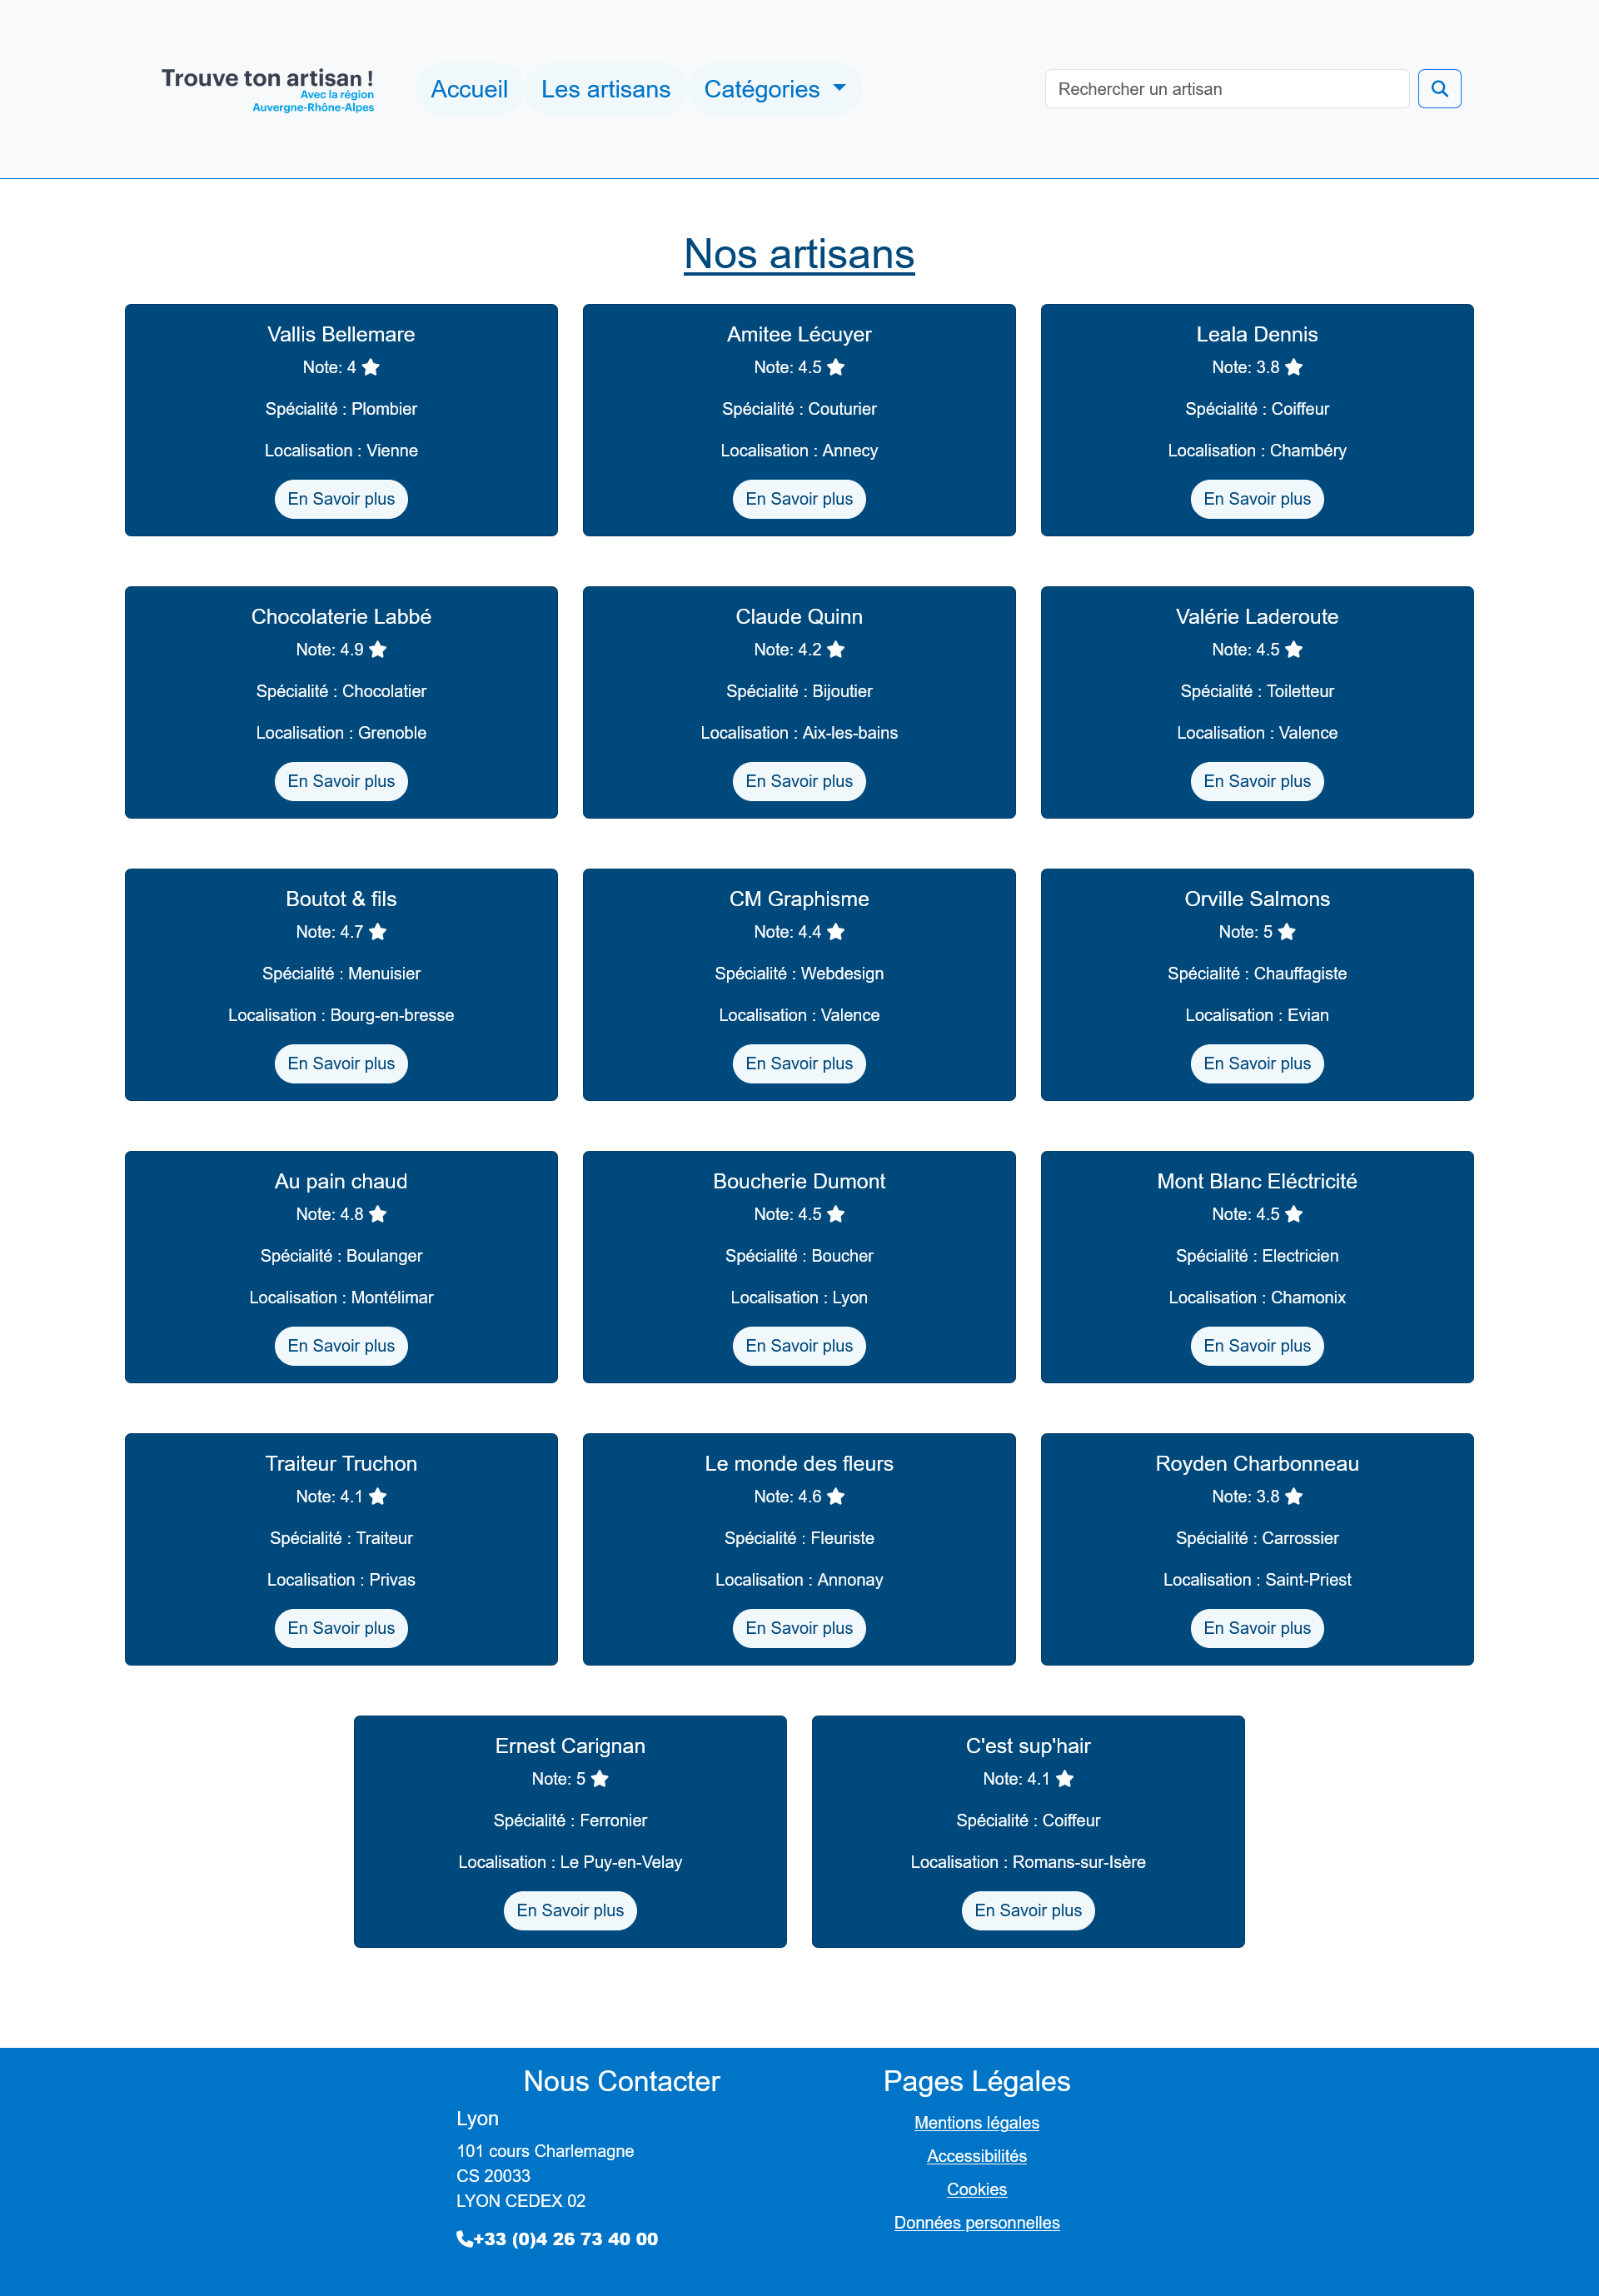 Trouve ton artisan !
Avec la région
Auvergne-Rhône-Alpes
Accueil
Les artisans
Catégories
Rechercher un artisan
Nos artisans
Vallis Bellemare
Note: 4
Spécialité : Plombier
Localisation : Vienne
En Savoir plus
Amitee Lécuyer
Note: 4.5
Spécialité : Couturier
Localisation : Annecy
En Savoir plus
Leala Dennis
Note: 3.8
Spécialité : Coiffeur
Localisation : Chambéry
En Savoir plus
Chocolaterie Labbé
Note: 4.9
Spécialité : Chocolatier
Localisation : Grenoble
En Savoir plus
Claude Quinn
Note: 4.2
Spécialité : Bijoutier
Localisation : Aix-les-bains
En Savoir plus
Valérie Laderoute
Note: 4.5
Spécialité : Toiletteur
Localisation : Valence
En Savoir plus
Boutot & fils
Note: 4.7
Spécialité : Menuisier
Localisation : Bourg-en-bresse
En Savoir plus
CM Graphisme
Note: 4.4
Spécialité : Webdesign
Localisation : Valence
En Savoir plus
Orville Salmons
Note: 5
Spécialité : Chauffagiste
Localisation : Evian
En Savoir plus
Au pain chaud
Note: 4.8
Spécialité : Boulanger
Localisation : Montélimar
En Savoir plus
Boucherie Dumont
Note: 4.5
Spécialité : Boucher
Localisation : Lyon
En Savoir plus
Mont Blanc Eléctricité
Note: 4.5
Spécialité : Electricien
Localisation : Chamonix
En Savoir plus
Traiteur Truchon
Note: 4.1
Spécialité : Traiteur
Localisation : Privas
En Savoir plus
Le monde des fleurs
Note: 4.6
Spécialité : Fleuriste
Localisation : Annonay
En Savoir plus
Royden Charbonneau
Note: 3.8
Spécialité : Carrossier
Localisation : Saint-Priest
En Savoir plus
Ernest Carignan
Note: 5
Spécialité : Ferronier
Localisation : Le Puy-en-Velay
En Savoir plus
C'est sup'hair
Note: 4.1
Spécialité : Coiffeur
Localisation : Romans-sur-Isère
En Savoir plus
Nous Contacter
Lyon
101 cours Charlemagne
CS 20033
LYON CEDEX 02
+33 (0)4 26 73 40 00
Pages Légales
Mentions légales
Accessibilités
Cookies
Données personnelles